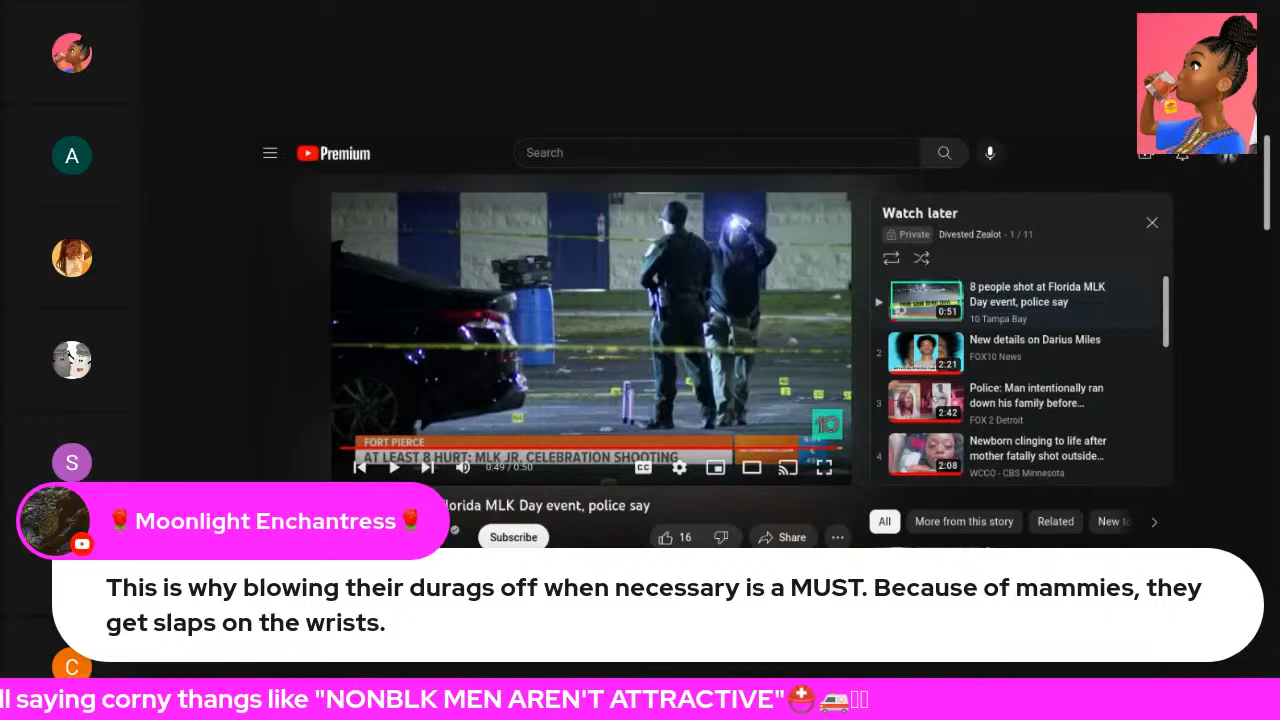 Premium
Search
A
Watch later
Private
Divested Zealot - 1 / 11
8 people shot at Florida MLK
Day event, police say
10 Tampa Bay
0:51
2
New details on Darius Miles
FOX10 News
2:21
3
Police: Man intentionally ran
down his family before...
FOX 2 Detroit
2:42
4
Newborn clinging to life after
mother fatally shot outside...
WCCO - CBS Minnesota
2:08
10
FORT PIERCE
AT LEAST 8 HURT; MLK JR. CELEBRATION SHOOTING
0:49 / 0:50
CC
S
lorida MLK Day event, police say
Subscribe
16
Share
All
More from this story
Related
New to
🌹Moonlight Enchantress🌹
This is why blowing their durags off when necessary is a MUST. Because of mammies, they
get slaps on the wrists.
C
ll saying corny thangs like "NONBLK MEN AREN'T ATTRACTIVE"⛑🚑